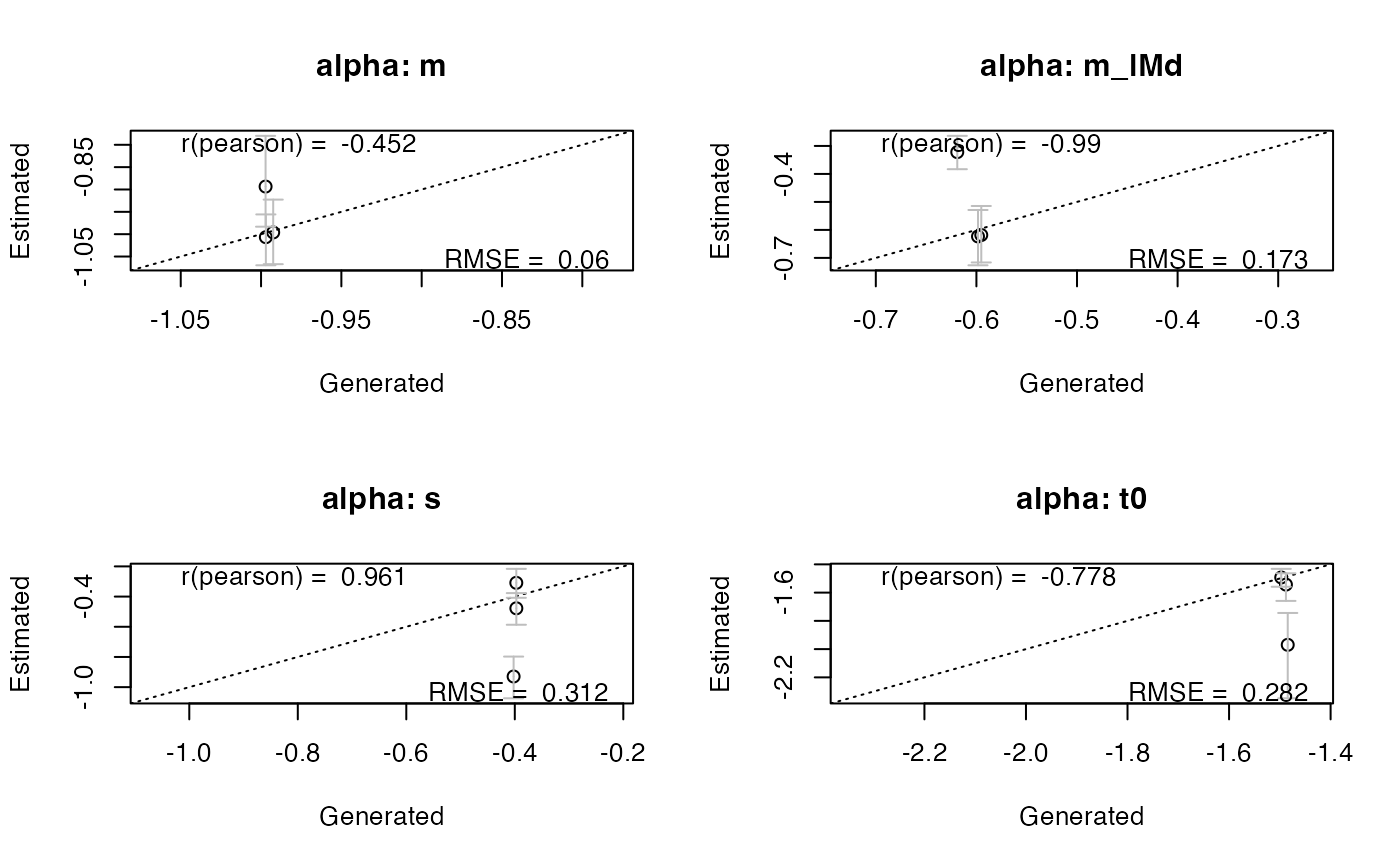 alpha: m
r(pearson) = -0.452
RMSE = 0.06
Estimated
-0.85
-1.05
-1.05
-0.95
-0.85
Generated
alpha: m_lMd
r(pearson) = -0.99
RMSE = 0.173
Estimated
-0.4
-0.7
-0.7
-0.6
-0.5
-0.4
-0.3
Generated
alpha: s
r(pearson) = 0.961
RMSE = 0.312
Estimated
-0.4
-1.0
-1.0
-0.8
-0.6
-0.4
-0.2
Generated
alpha: t0
r(pearson) = -0.778
RMSE = 0.282
Estimated
-1.6
-2.2
-2.2
-2.0
-1.8
-1.6
-1.4
Generated